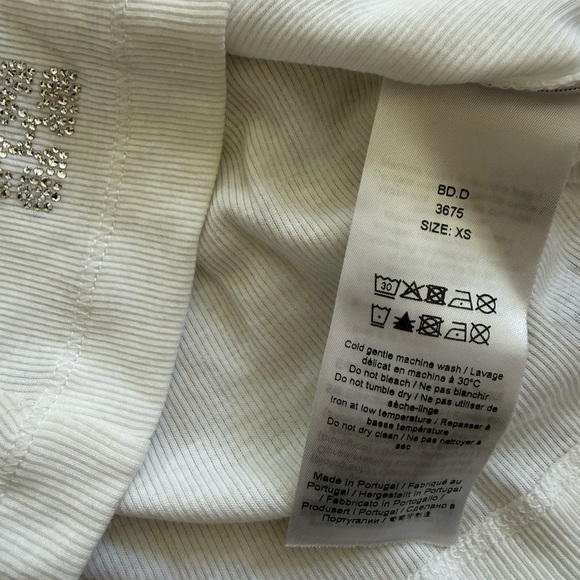 BD.D
3675
SIZE: XS
30
Cold gentle machine wash / Lavage
délicat en machine à 30°C
Do not bleach / Ne pas blanchir
Do not tumble dry / Ne pas utiliser de
sèche-linge
Iron at low temperature / Repasser à
basse température
Do not dry clean / Ne pas nettoyer à
sec
Made in Portugal / Fabriqué au
Portugal / Hergestellt in Portugal
/ Fabbricato in Portogallo /
Produsert i Portugal / Сделано в
Португалии /